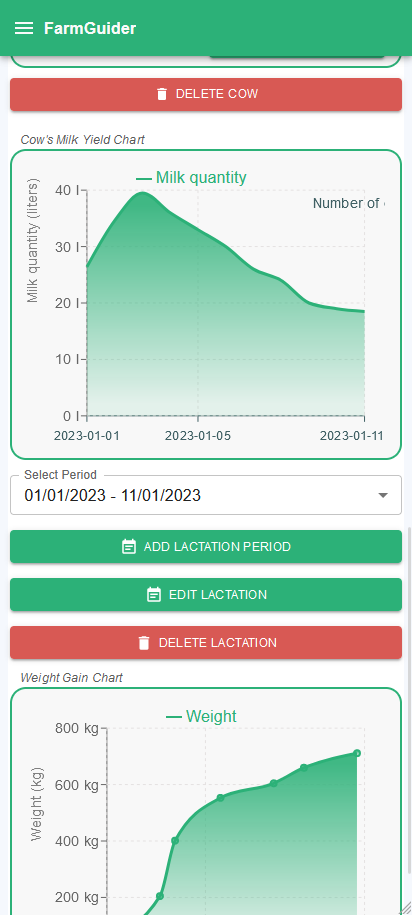 FarmGuider
DELETE COW
Cow's Milk Yield Chart
Milk quantity
Number of
Milk quantity (liters)
40 l
30 l
20 l
10 l
0 l
2023-01-01 2023-01-05 2023-01-11
Select Period
01/01/2023 - 11/01/2023
ADD LACTATION PERIOD
EDIT LACTATION
DELETE LACTATION
Weight Gain Chart
Weight
Weight (kg)
800 kg
600 kg
400 kg
200 kg